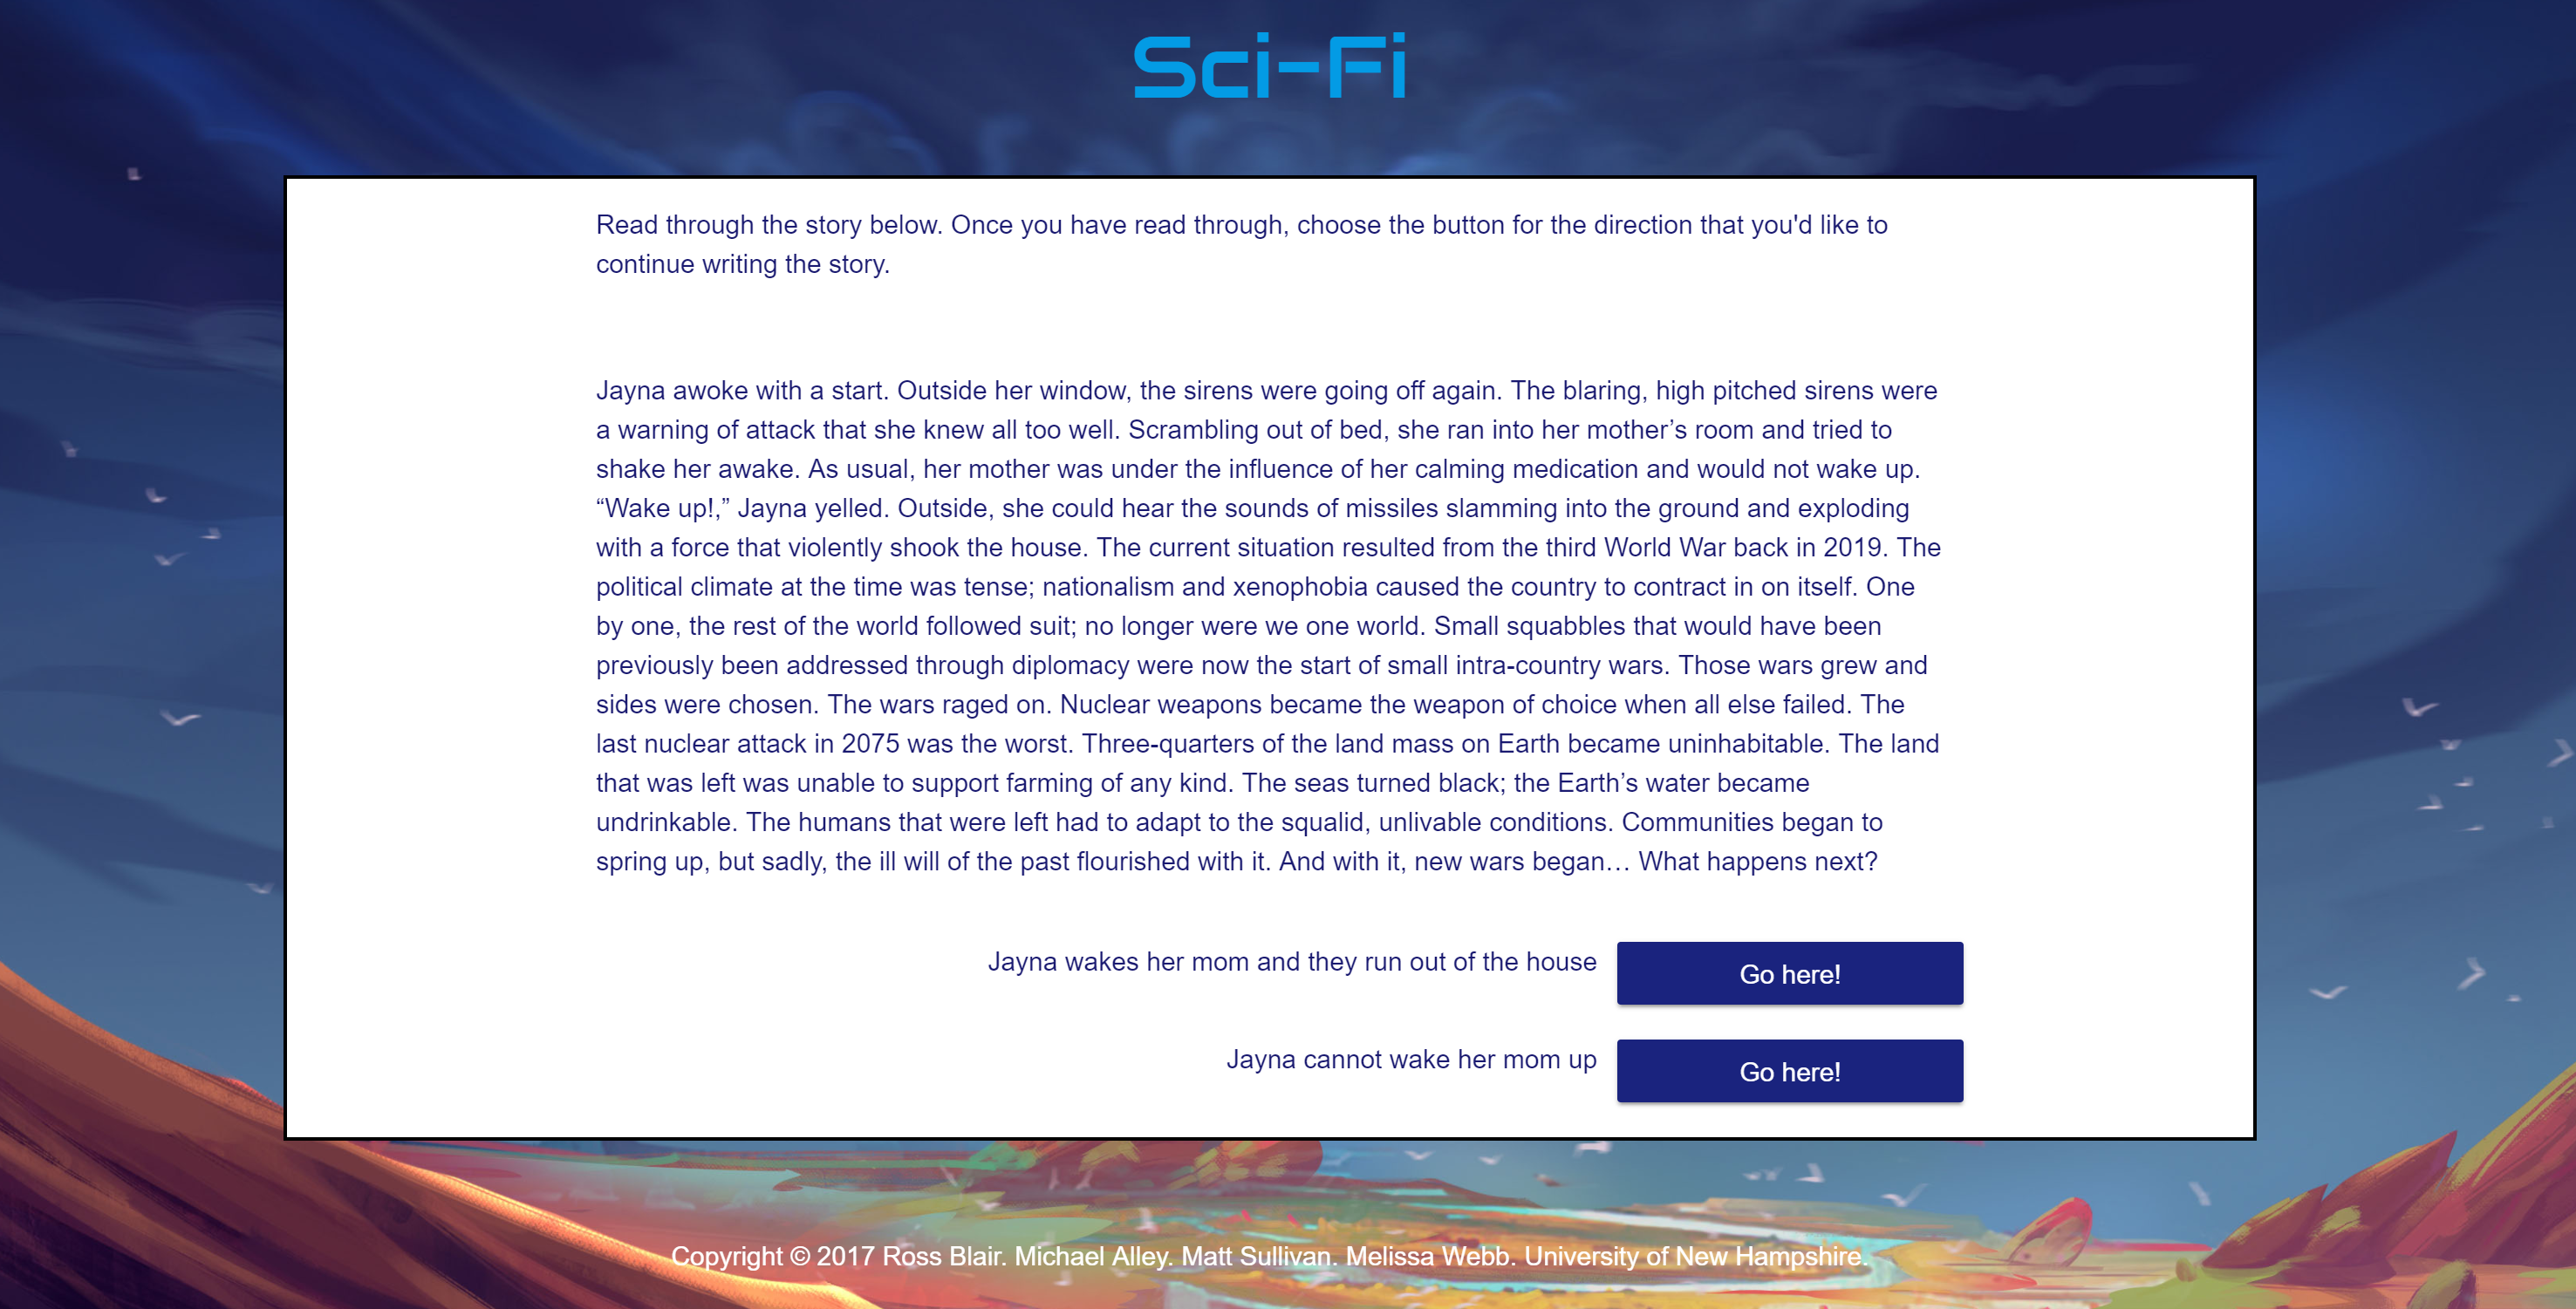 Sci-Fi
Read through the story below. Once you have read through, choose the button for the direction that you'd like to
continue writing the story.
Jayna awoke with a start. Outside her window, the sirens were going off again. The blaring, high pitched sirens were
a warning of attack that she knew all too well. Scrambling out of bed, she ran into her mother’s room and tried to
shake her awake. As usual, her mother was under the influence of her calming medication and would not wake up.
“Wake up!,” Jayna yelled. Outside, she could hear the sounds of missiles slamming into the ground and exploding
with a force that violently shook the house. The current situation resulted from the third World War back in 2019. The
political climate at the time was tense; nationalism and xenophobia caused the country to contract in on itself. One
by one, the rest of the world followed suit; no longer were we one world. Small squabbles that would have been
previously been addressed through diplomacy were now the start of small intra-country wars. Those wars grew and
sides were chosen. The wars raged on. Nuclear weapons became the weapon of choice when all else failed. The
last nuclear attack in 2075 was the worst. Three-quarters of the land mass on Earth became uninhabitable. The land
that was left was unable to support farming of any kind. The seas turned black; the Earth’s water became
undrinkable. The humans that were left had to adapt to the squalid, unlivable conditions. Communities began to
spring up, but sadly, the ill will of the past flourished with it. And with it, new wars began… What happens next?
Jayna wakes her mom and they run out of the house Go here!
Jayna cannot wake her mom up Go here!
Copyright © 2017 Ross Blair. Michael Alley. Matt Sullivan. Melissa Webb. University of New Hampshire.